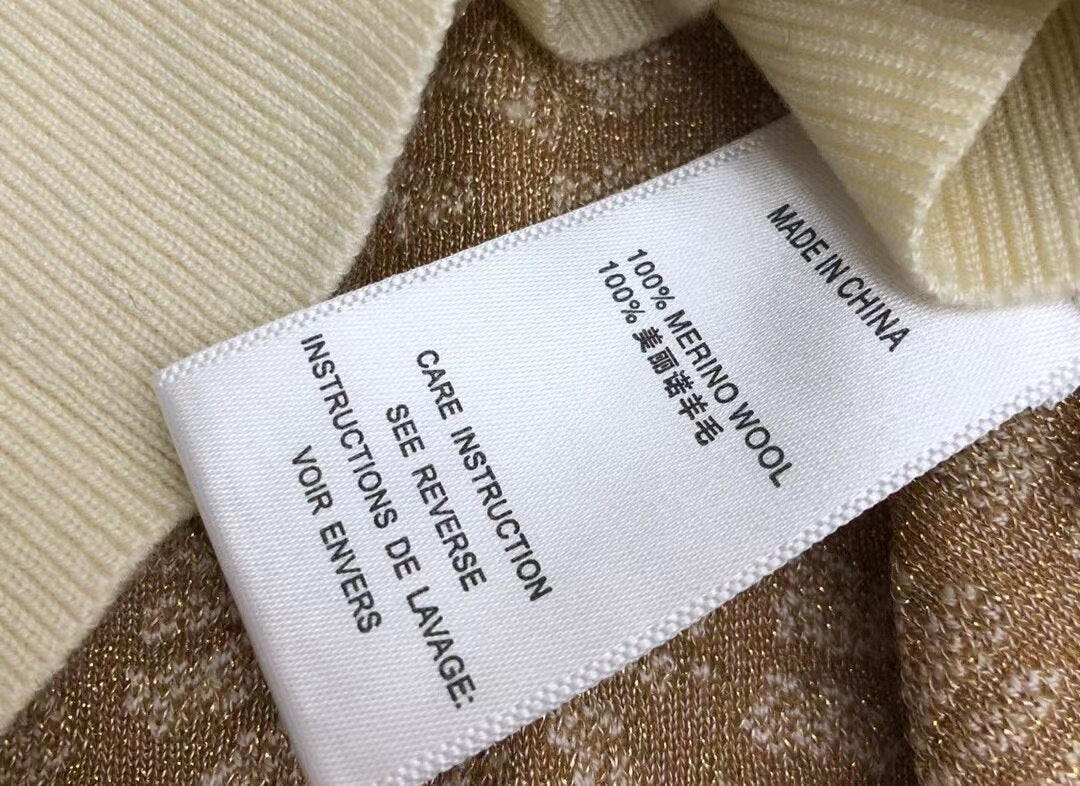 MADE IN CHINA
100% MERINO WOOL
100% 美丽诺羊毛
CARE INSTRUCTION
SEE REVERSE
INSTRUCTIONS DE LAVAGE:
VOIR ENVERS